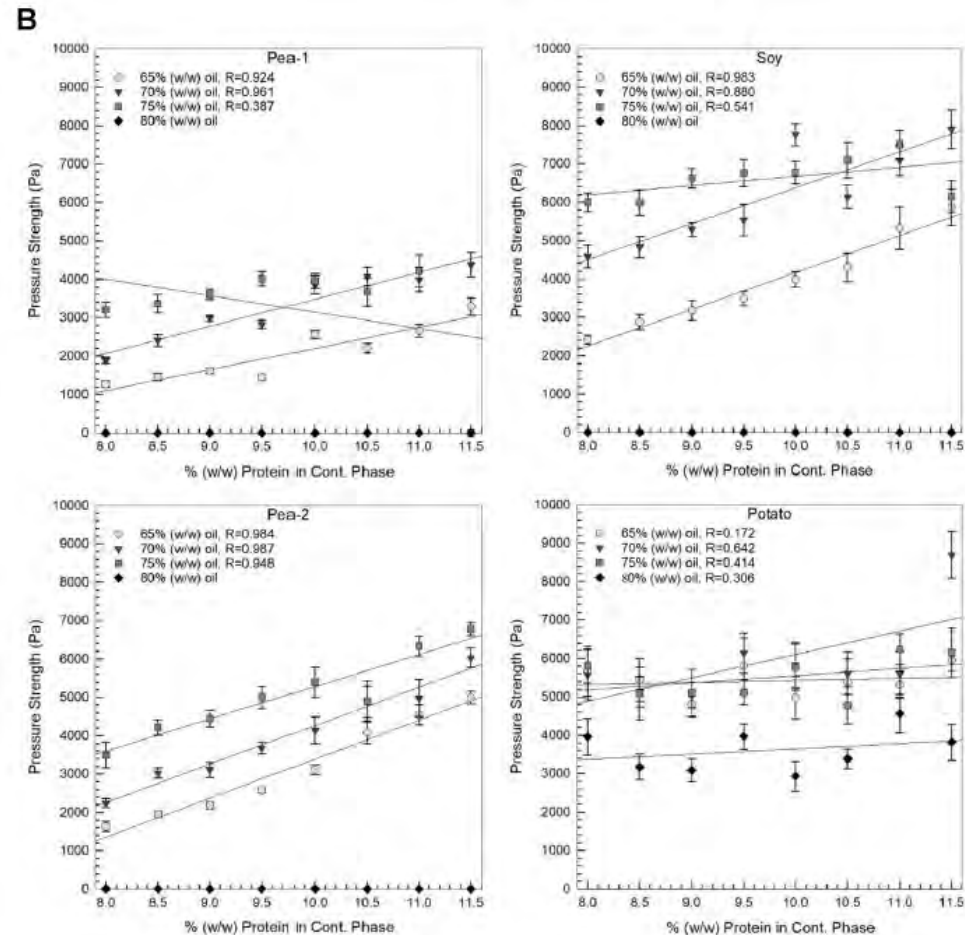 B
Pea-1
65% (w/w) oil, R=0.924
70% (w/w) oil, R=0.961
75% (w/w) oil, R=0.387
80% (w/w) oil
Pressure Strength (Pa)
10000
9000
8000
7000
6000
5000
4000
3000
2000
1000
0
8.0 8.5 9.0 9.5 10.0 10.5 11.0 11.5
% (w/w) Protein in Cont. Phase
Soy
65% (w/w) oil, R=0.983
70% (w/w) oil, R=0.880
75% (w/w) oil, R=0.541
80% (w/w) oil
Pressure Strength (Pa)
10000
9000
8000
7000
6000
5000
4000
3000
2000
1000
0
8.0 8.5 9.0 9.5 10.0 10.5 11.0 11.5
% (w/w) Protein in Cont. Phase
Pea-2
65% (w/w) oil, R=0.984
70% (w/w) oil, R=0.987
75% (w/w) oil, R=0.948
80% (w/w) oil
Pressure Strength (Pa)
10000
9000
8000
7000
6000
5000
4000
3000
2000
1000
0
8.0 8.5 9.0 9.5 10.0 10.5 11.0 11.5
% (w/w) Protein in Cont. Phase
Potato
65% (w/w) oil, R=0.172
70% (w/w) oil, R=0.642
75% (w/w) oil, R=0.414
80% (w/w) oil, R=0.306
Pressure Strength (Pa)
10000
9000
8000
7000
6000
5000
4000
3000
2000
1000
0
8.0 8.5 9.0 9.5 10.0 10.5 11.0 11.5
% (w/w) Protein in Cont. Phase